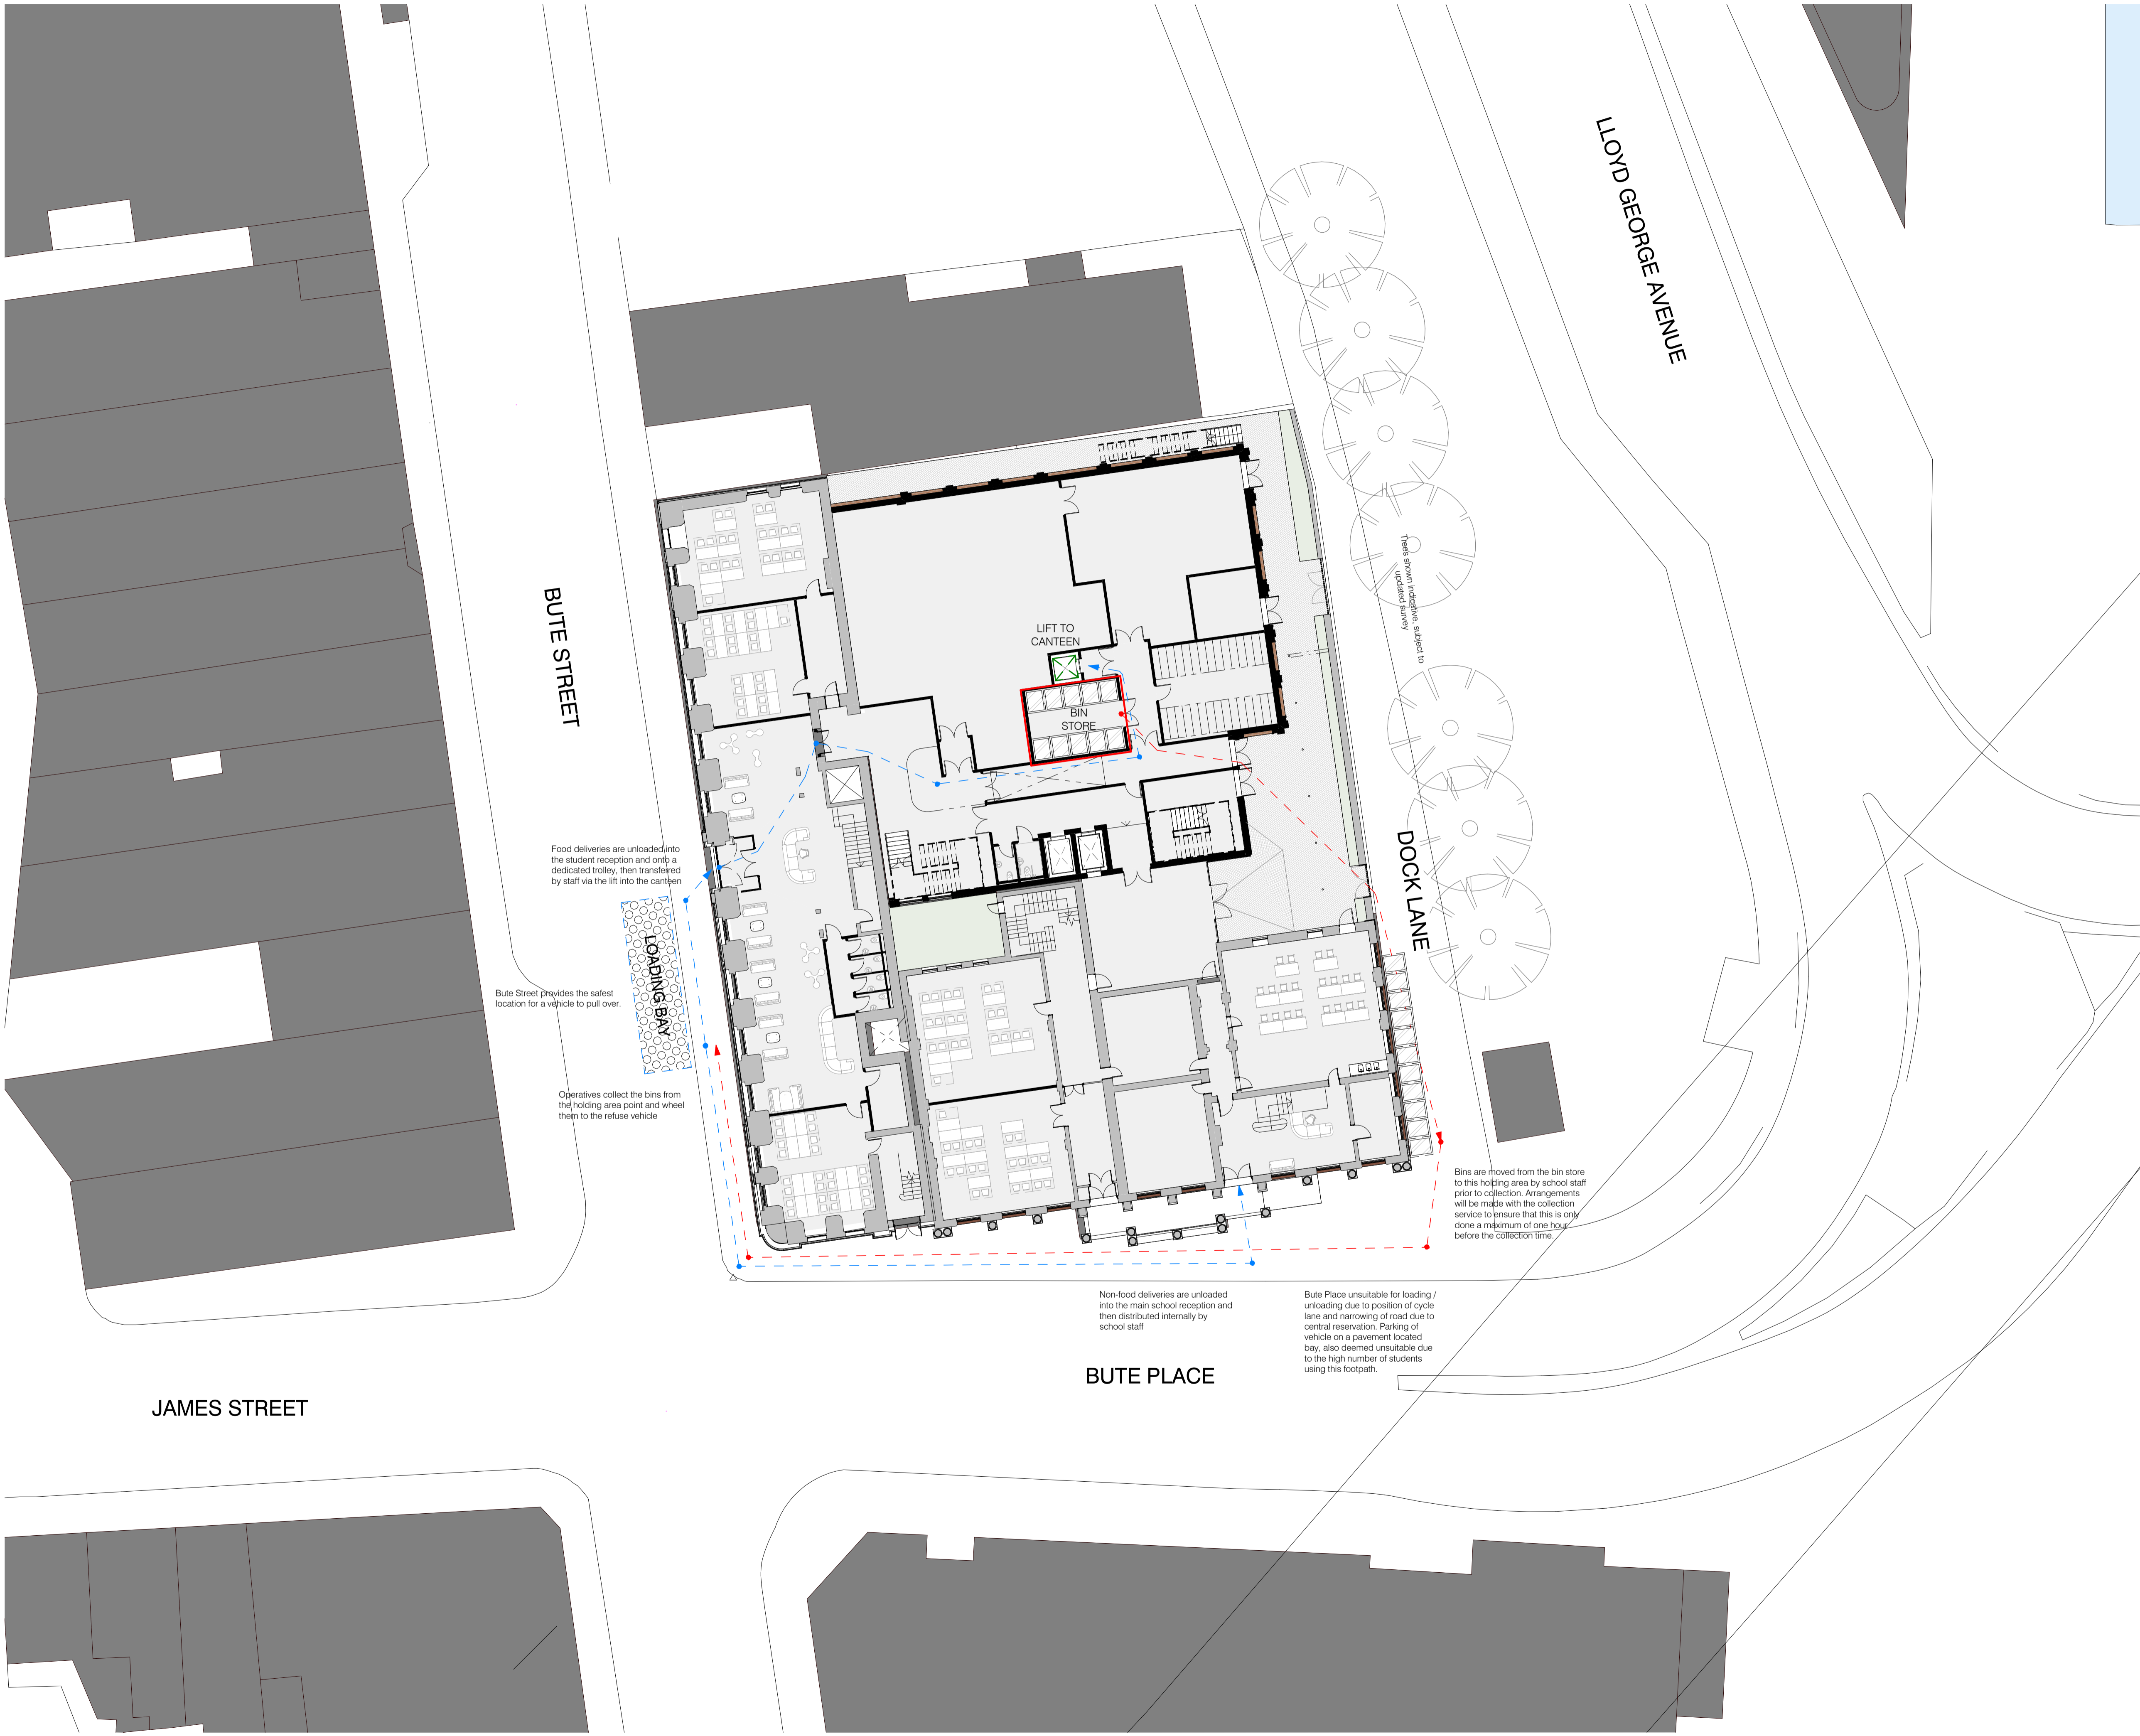 LLOYD GEORGE AVENUE
Trees shown indicative, subject to
updated survey
BUTE STREET
LIFT TO
CANTEEN
BIN
STORE
Food deliveries are unloaded into
the student reception and onto a
dedicated trolley, then transferred
by staff via the lift into the canteen
LOADING BAY
DOCK LANE
Bute Street provides the safest
location for a vehicle to pull over.
Operatives collect the bins from
the holding area point and wheel
them to the refuse vehicle
Bins are moved from the bin store
to this holding area by school staff
prior to collection. Arrangements
will be made with the collection
service to ensure that this is only
done a maximum of one hour
before the collection time.
Non-food deliveries are unloaded
into the main school reception and
then distributed internally by
school staff
Bute Place unsuitable for loading /
unloading due to position of cycle
lane and narrowing of road due to
central reservation. Parking of
vehicle on a pavement located
bay, also deemed unsuitable due
to the high number of students
using this footpath.
BUTE PLACE
JAMES STREET